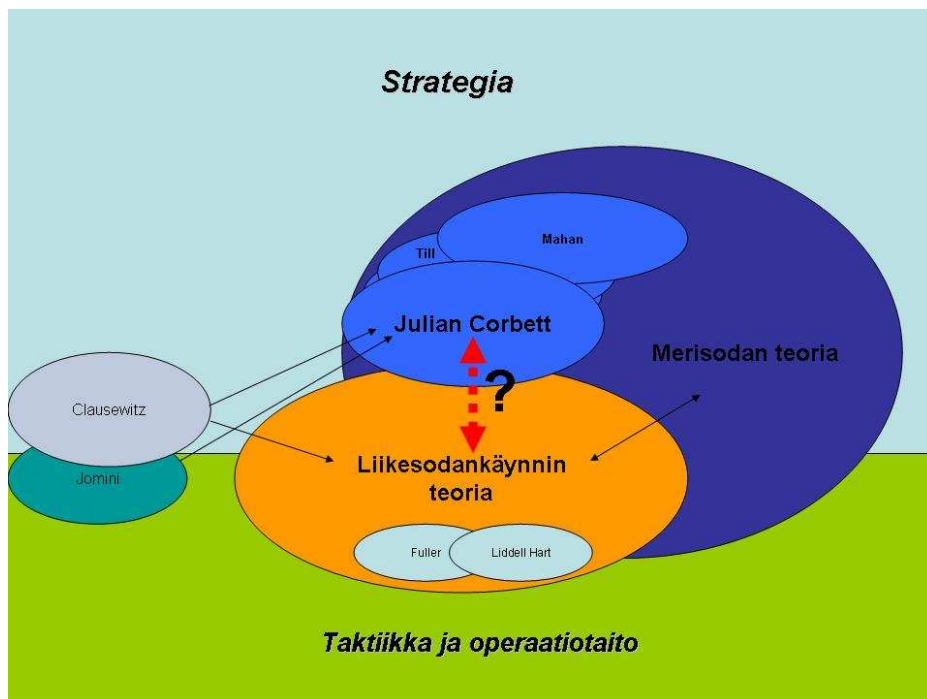 Strategia
Mahan
Till
Julian Corbett
Merisodan teoria
?
Clausewitz
Jomini
Liikesodankäynnin
teoria
Fuller
Liddell Hart
Taktiikka ja operaatiotaito